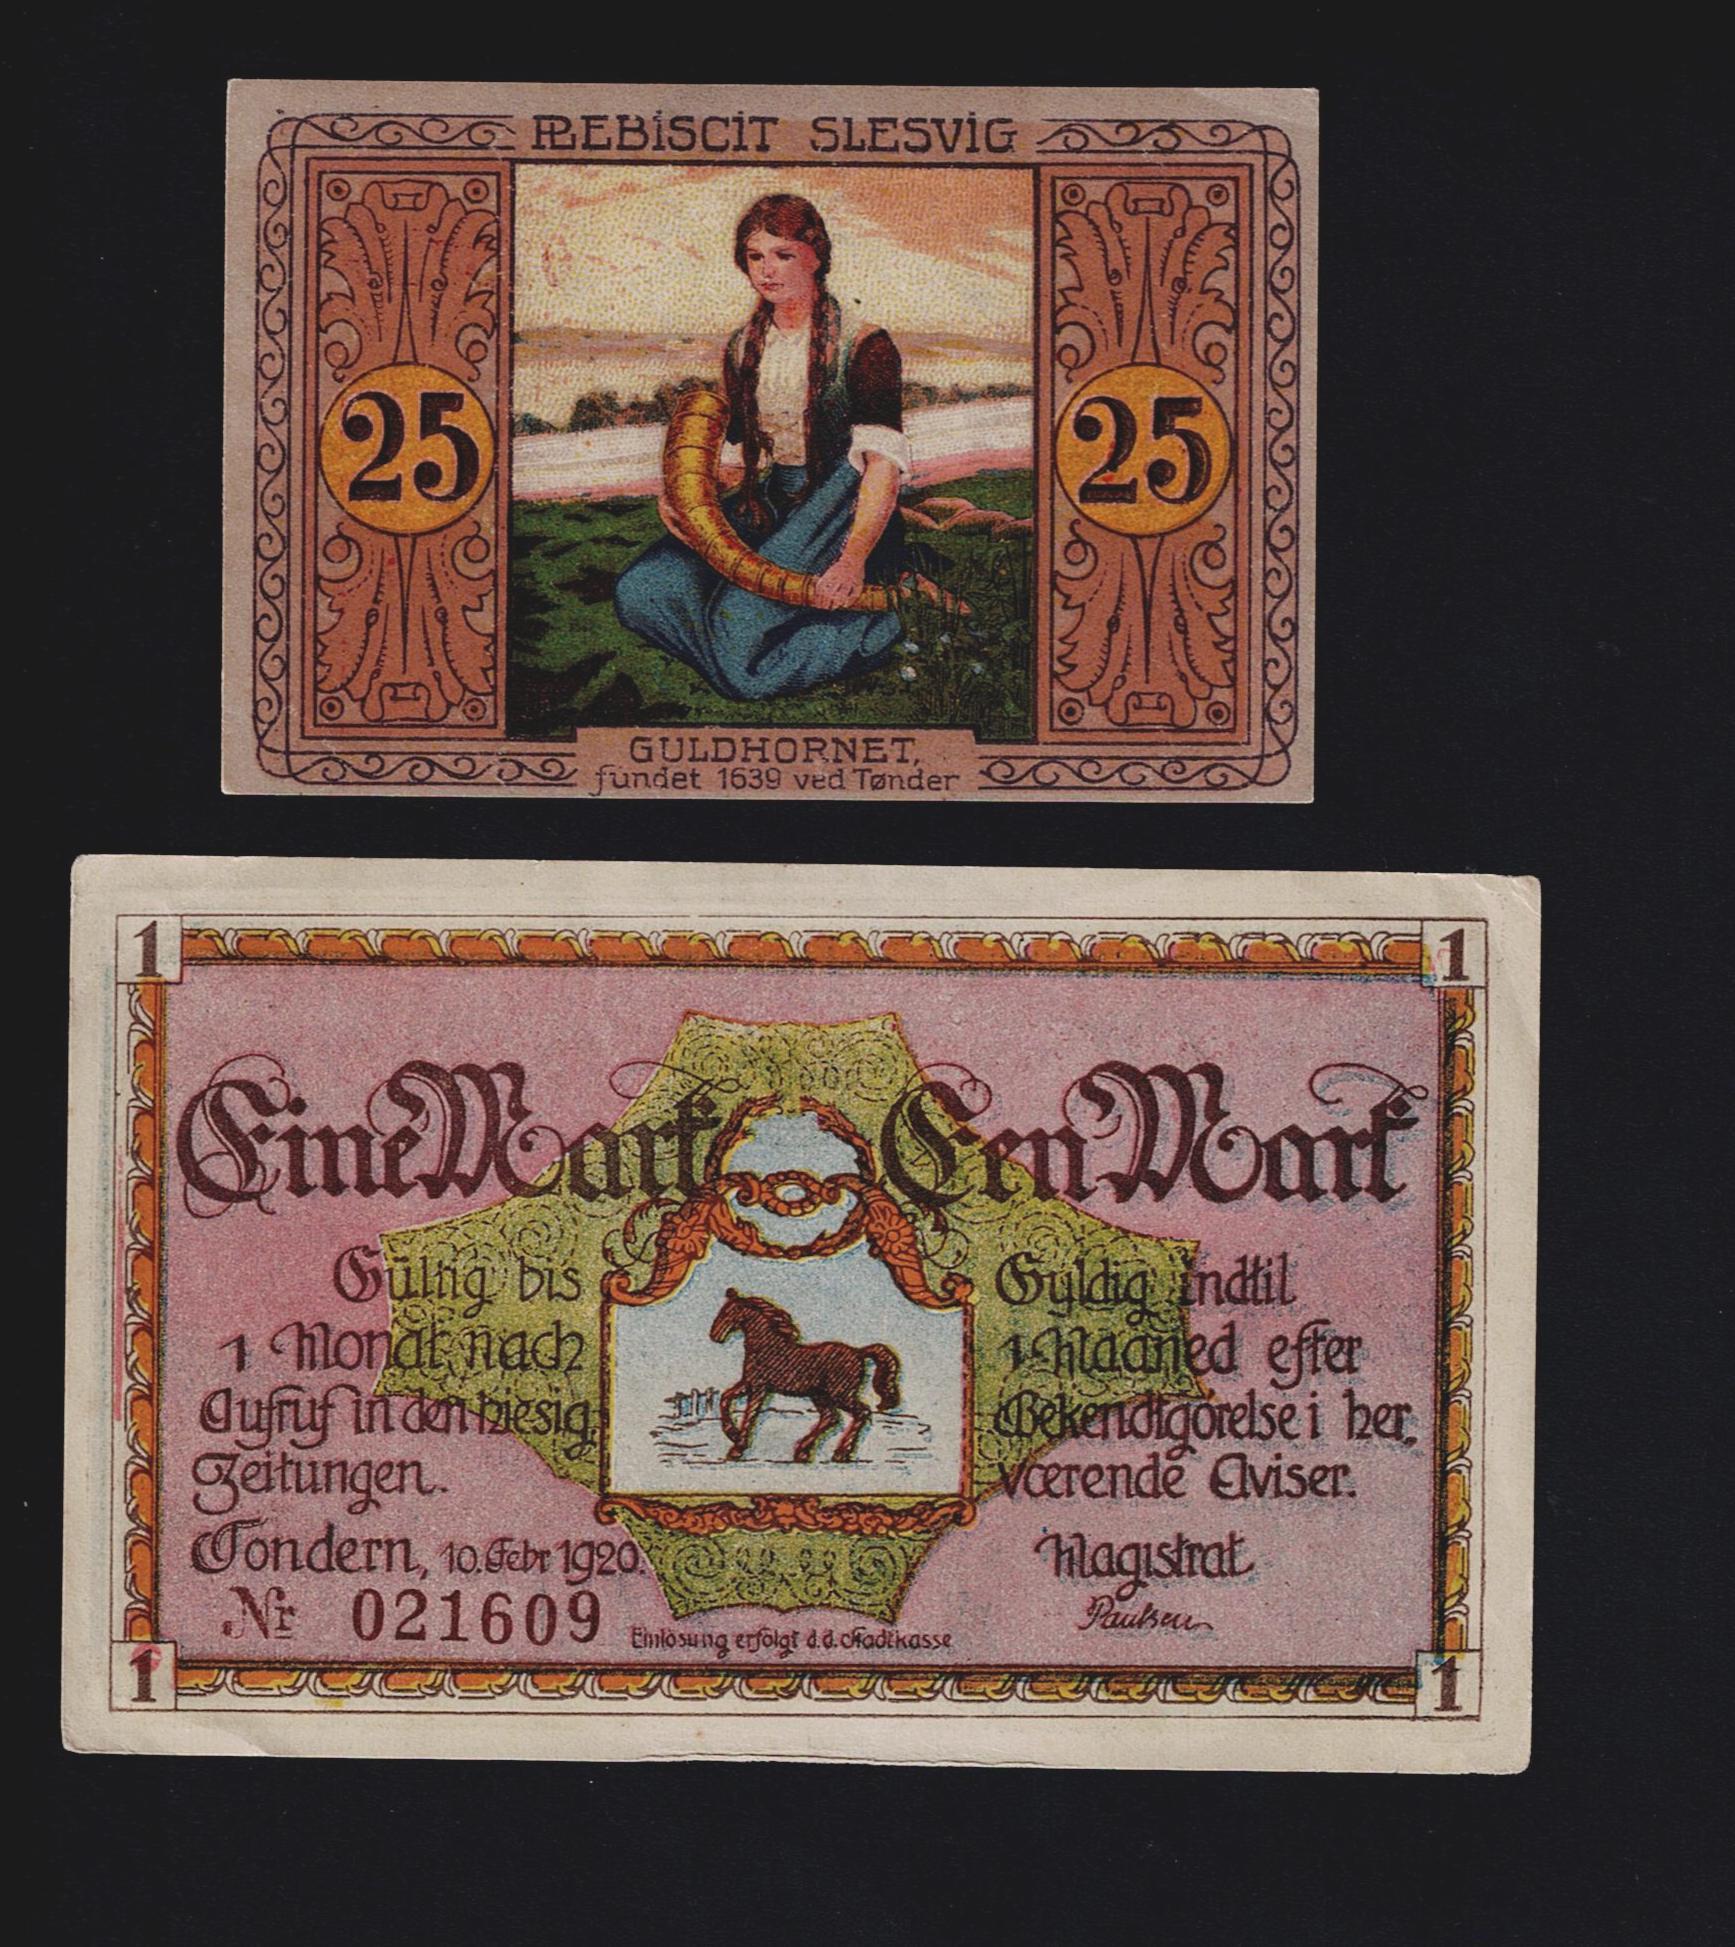 PLEBISCIT SLESVIG
25
25
GULDHORNET,
fundet 1639 ved Tønder
1
1
Eine Mark
Een Mark
Gültig bis
1 Monat nach
Aufruf in den hiesig.
Zeitungen.
Tondern, 10. Febr 1920.
Nr 021609
Gyldig indtil
1 Maaned efter
Bekendtgörelse i her.
værende Aviser.
Magistrat
Paulsen
Einlösung erfolgt d.d. Stadtkasse
1
1